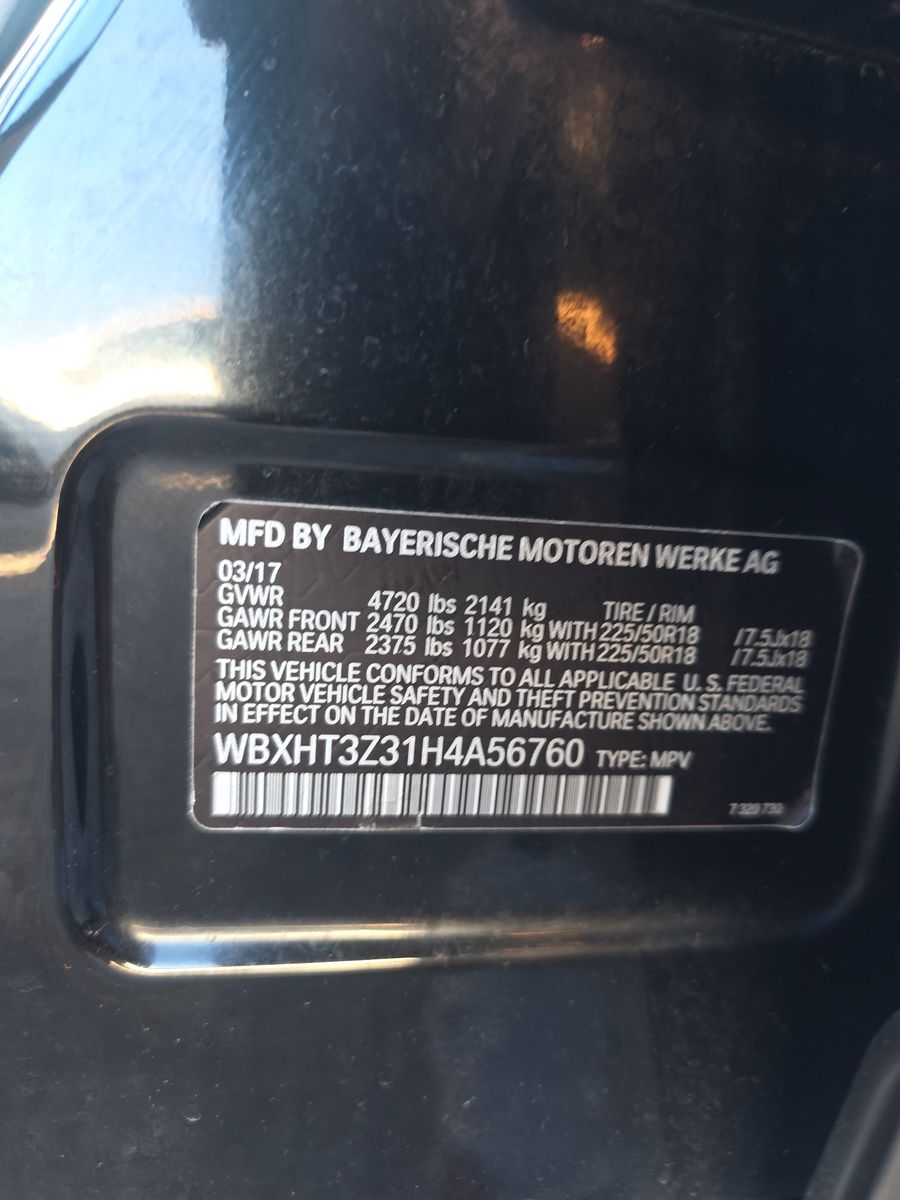 MFD BY BAYERISCHE MOTOREN WERKE AG
03/17
GVWR 4720 lbs 2141 kg TIRE / RIM
GAWR FRONT 2470 lbs 1120 kg WITH 225/50R18 /7.5Jx18
GAWR REAR 2375 lbs 1077 kg WITH 225/50R18 /7.5Jx18
THIS VEHICLE CONFORMS TO ALL APPLICABLE U. S. FEDERAL
MOTOR VEHICLE SAFETY AND THEFT PREVENTION STANDARDS
IN EFFECT ON THE DATE OF MANUFACTURE SHOWN ABOVE.
WBXHT3Z31H4A56760 TYPE: MPV
7 320 730